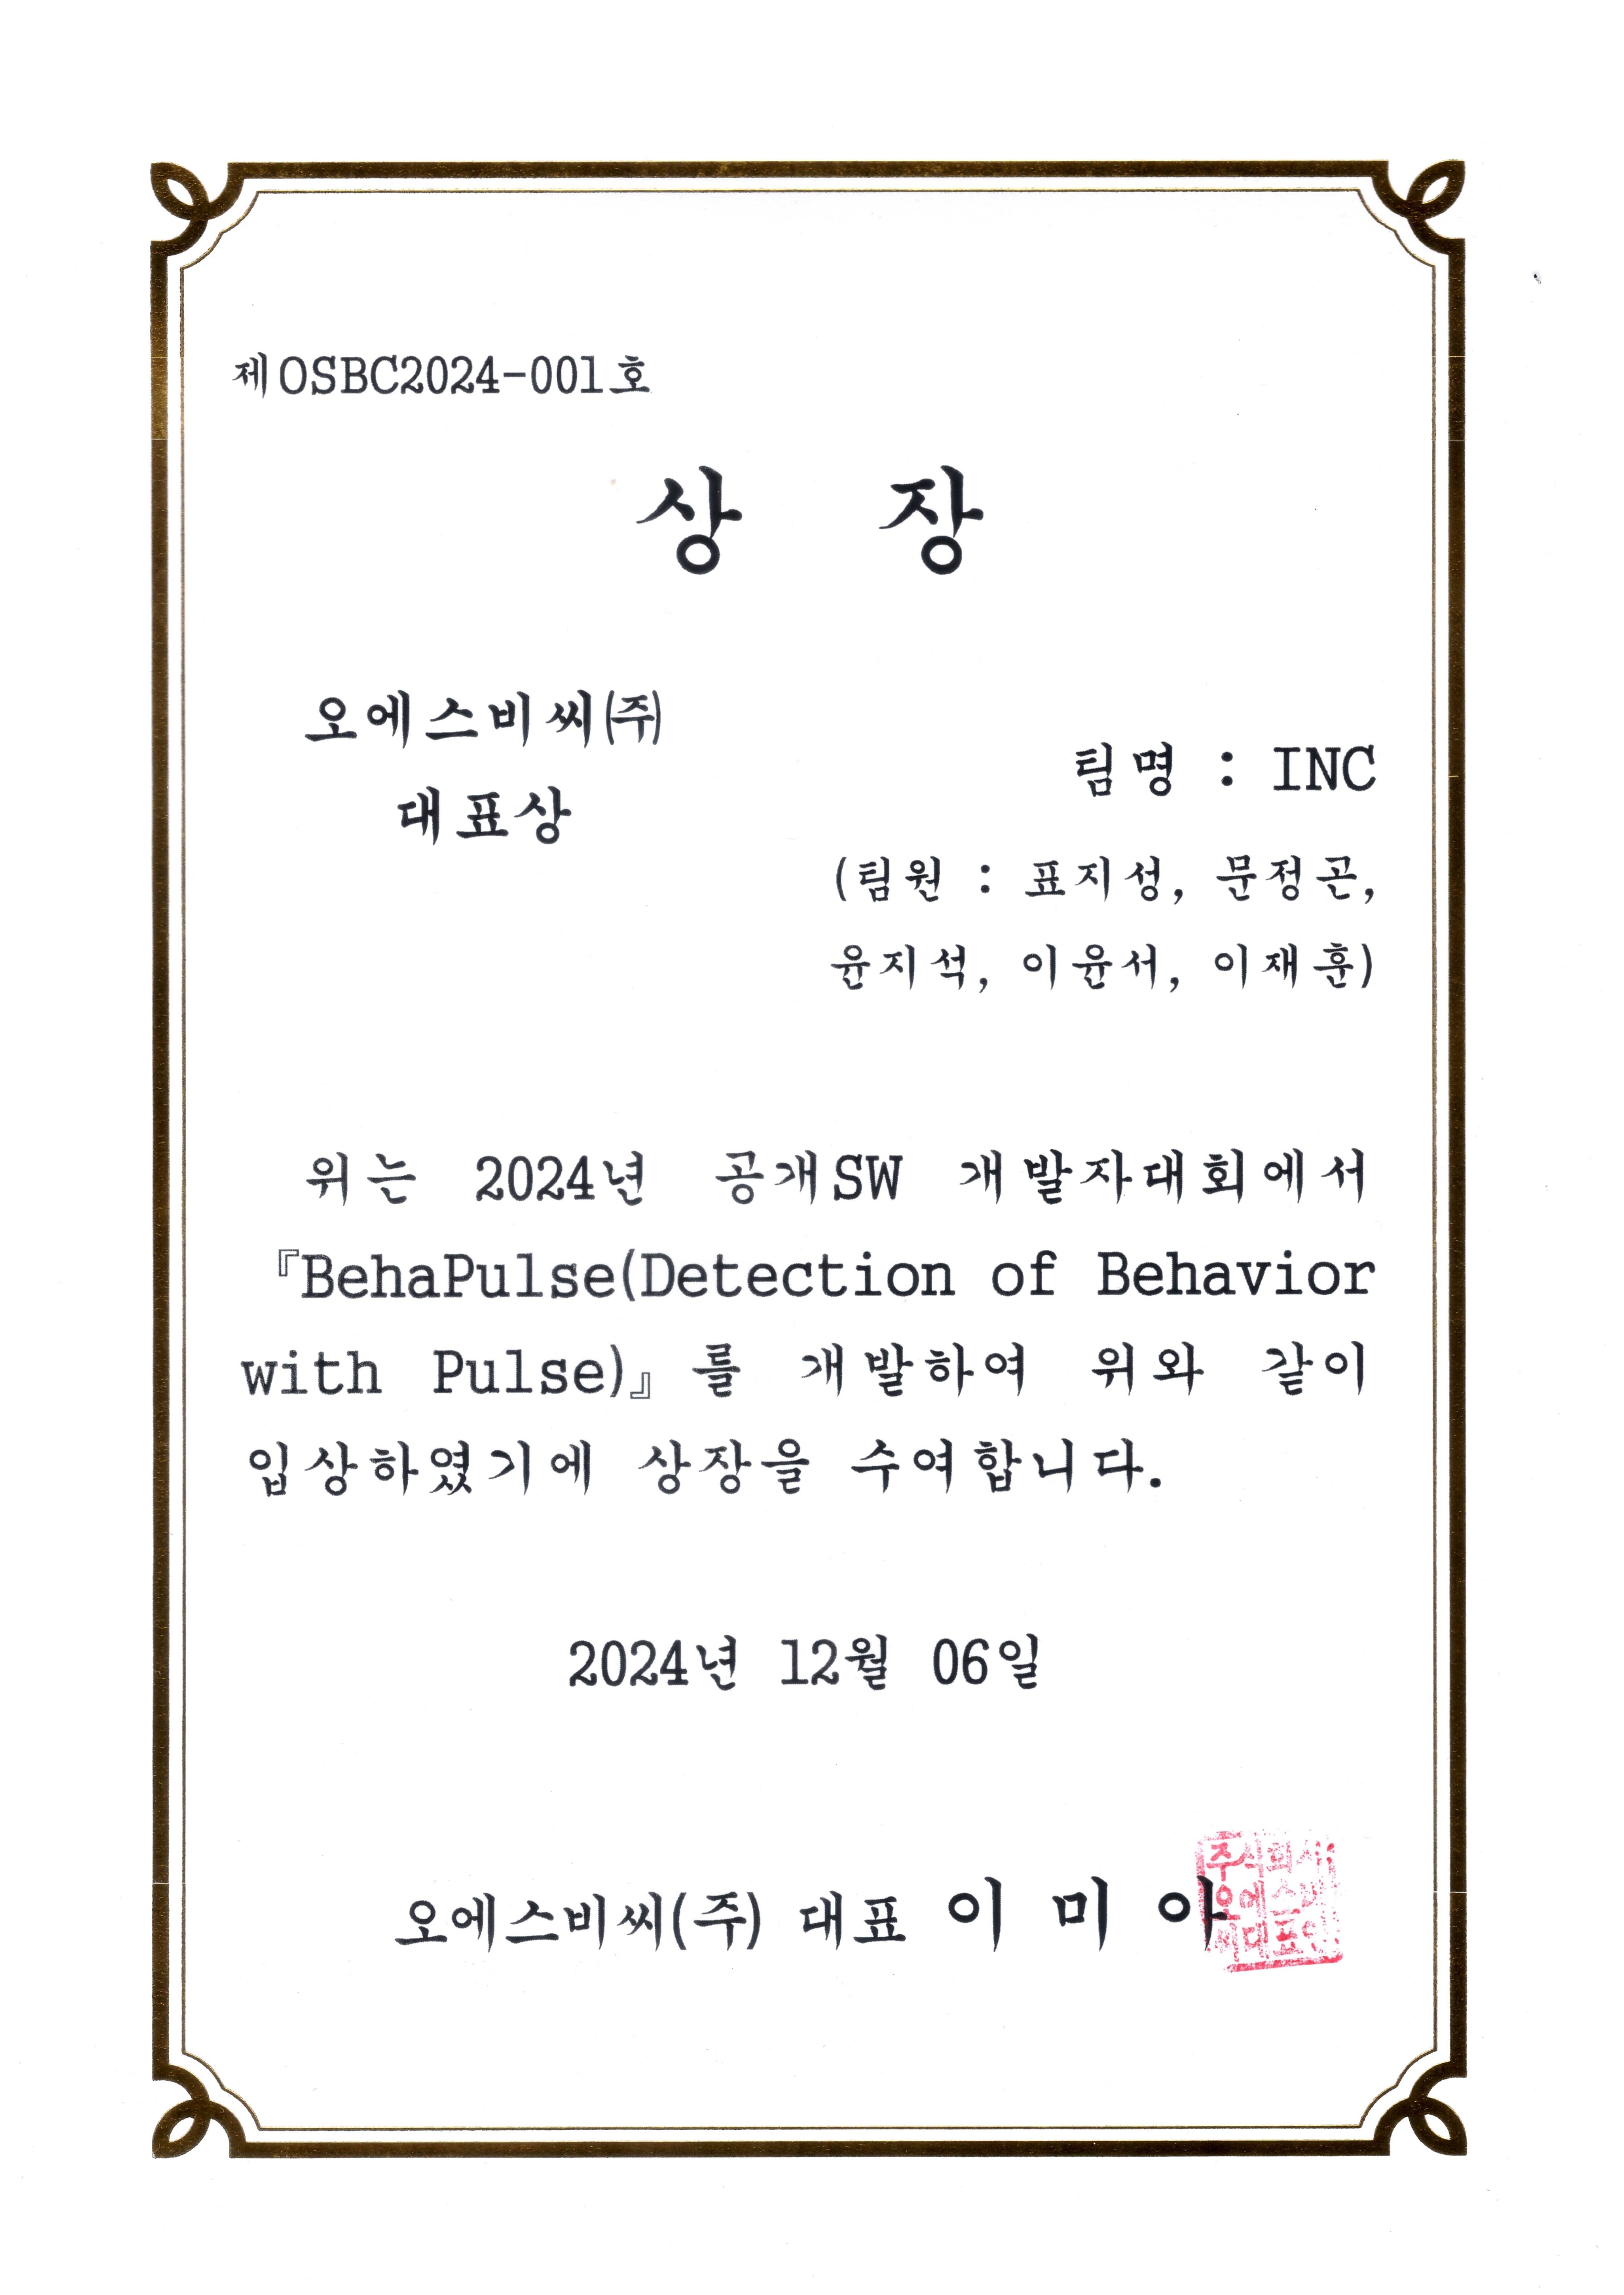 제OSBC2024-001호
상 장
오에스비씨㈜
대표상
팀명 : INC
(팀원 : 표지성, 문정곤,
윤지석, 이윤서, 이재훈)
위는 2024년 공개SW 개발자대회에서
『BehaPulse(Detection of Behavior
with Pulse)』를 개발하여 위와 같이
입상하였기에 상장을 수여합니다.
2024년 12월 06일
오에스비씨(주) 대표 이 미 아
주식회사
오에스비
씨대표인